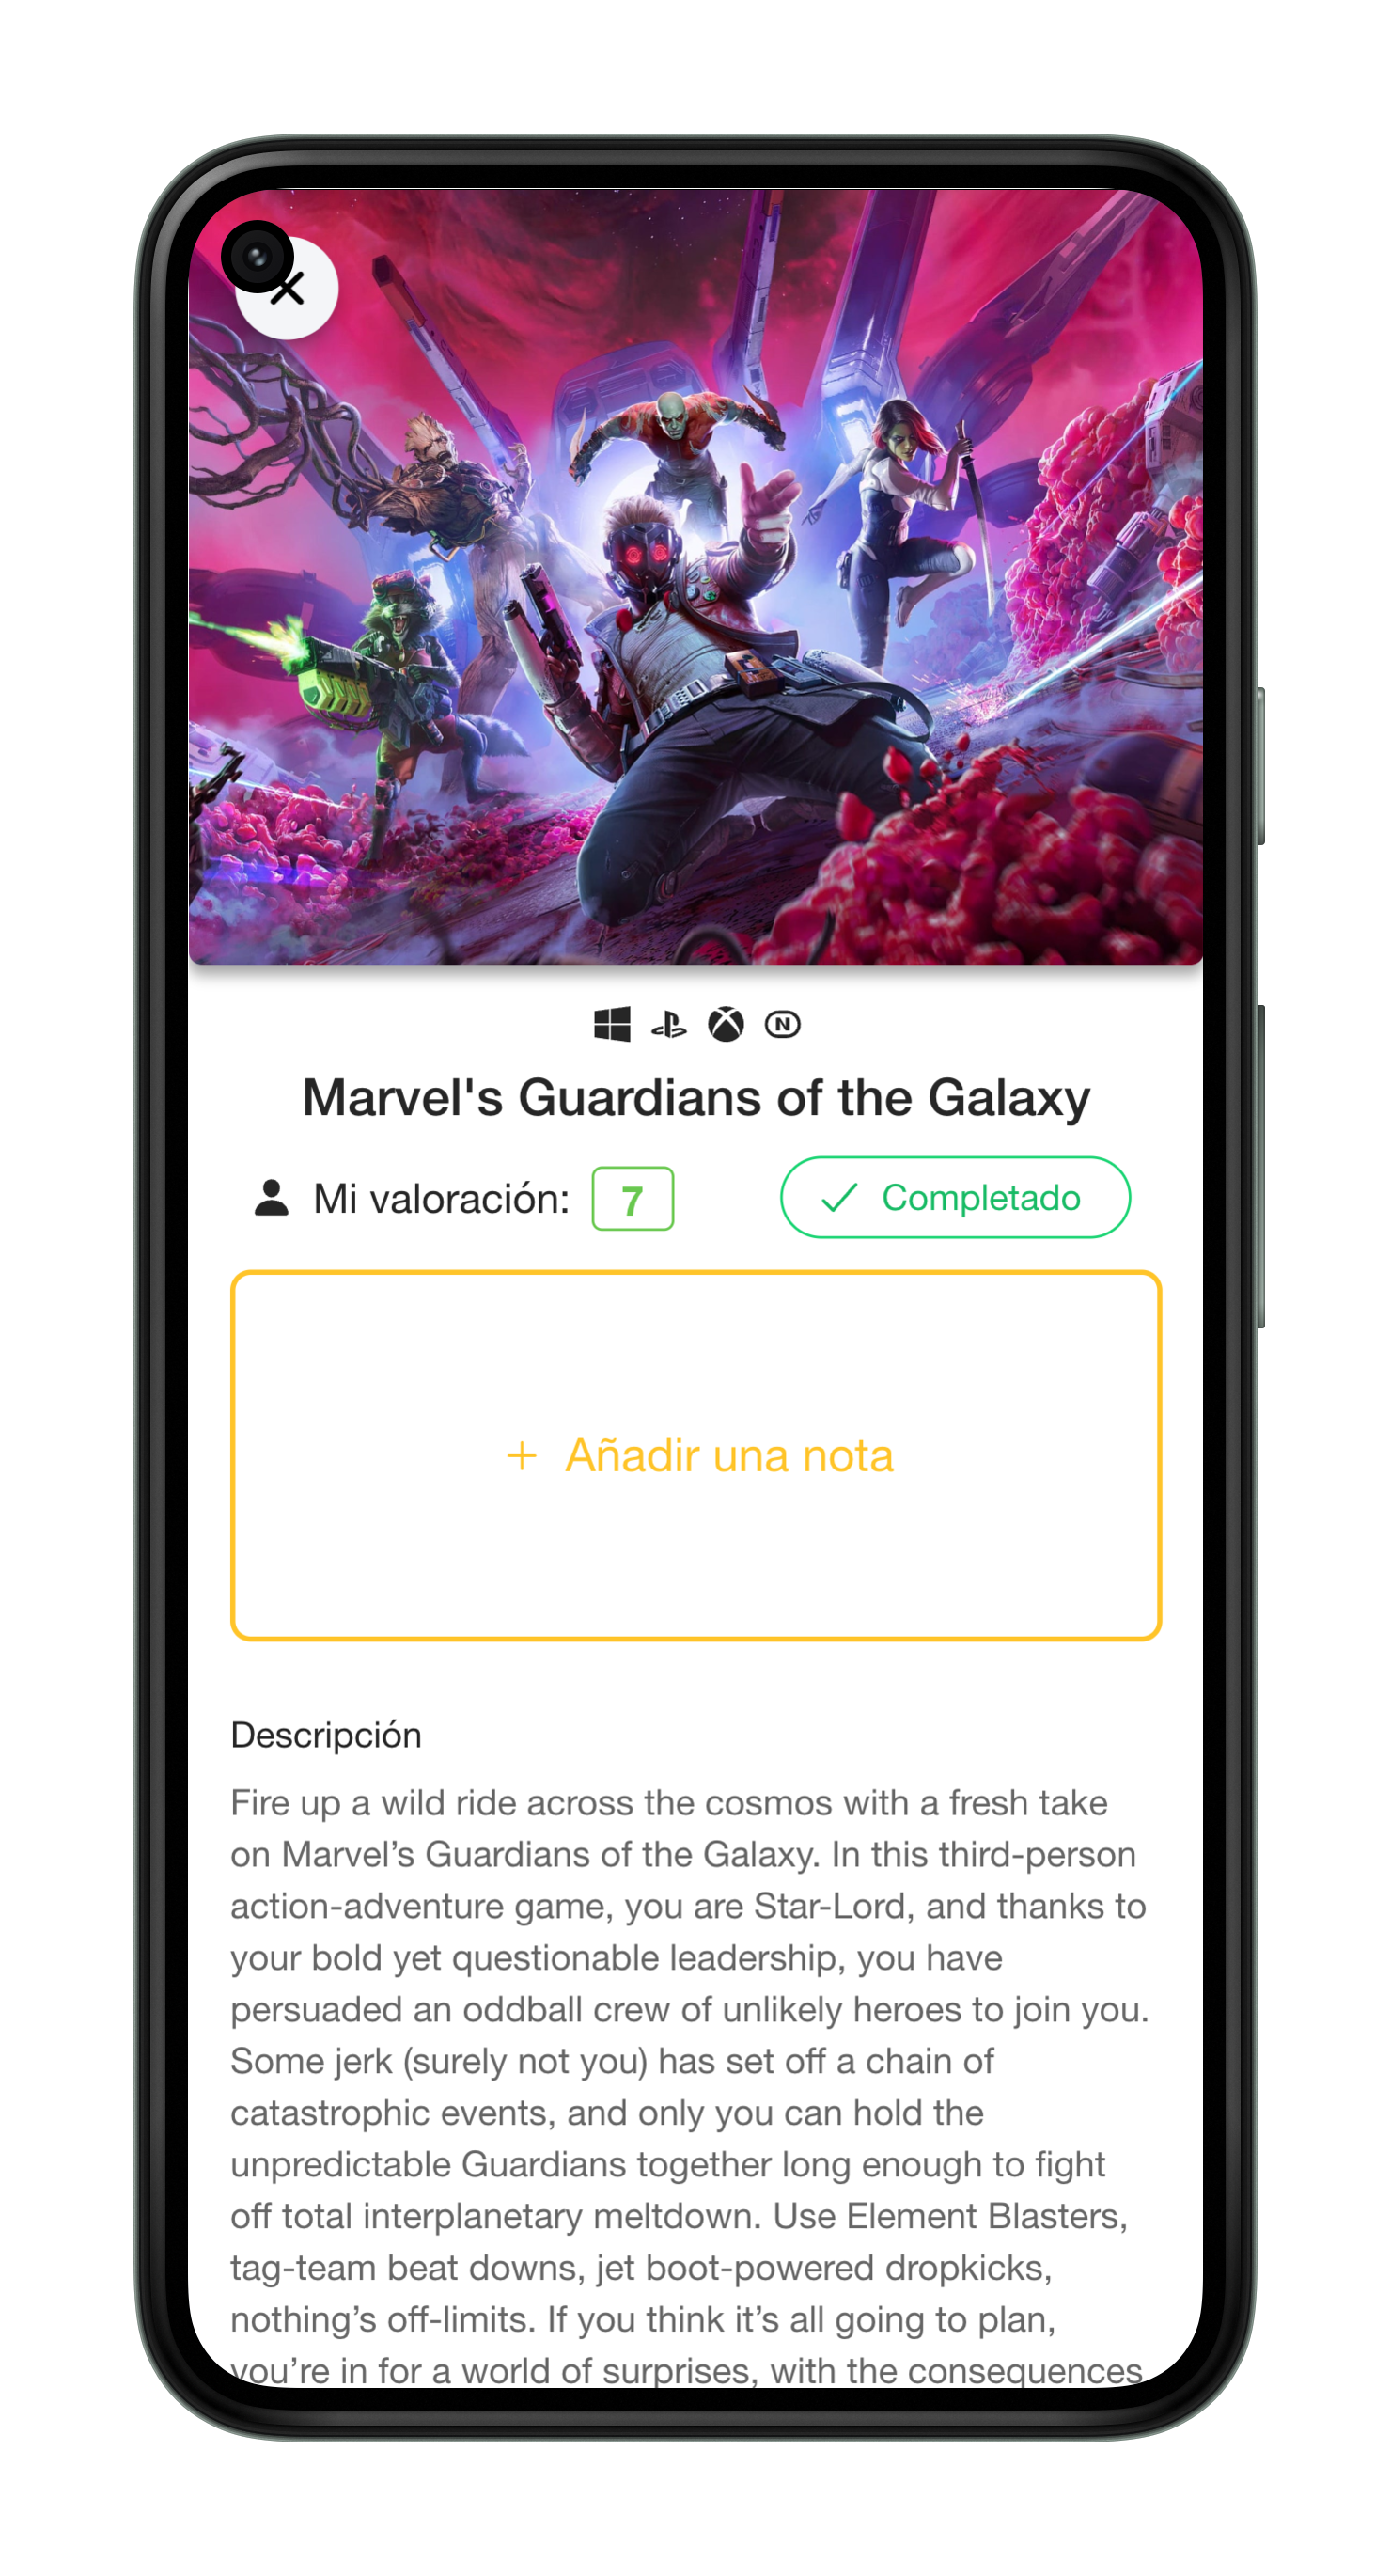 Marvel's Guardians of the Galaxy
Mi valoración: 7 Completado
+ Añadir una nota
Descripción
Fire up a wild ride across the cosmos with a fresh take
on Marvel’s Guardians of the Galaxy. In this third-person
action-adventure game, you are Star-Lord, and thanks to
your bold yet questionable leadership, you have
persuaded an oddball crew of unlikely heroes to join you.
Some jerk (surely not you) has set off a chain of
catastrophic events, and only you can hold the
unpredictable Guardians together long enough to fight
off total interplanetary meltdown. Use Element Blasters,
tag-team beat downs, jet boot-powered dropkicks,
nothing’s off-limits. If you think it’s all going to plan,
you’re in for a world of surprises, with the consequences